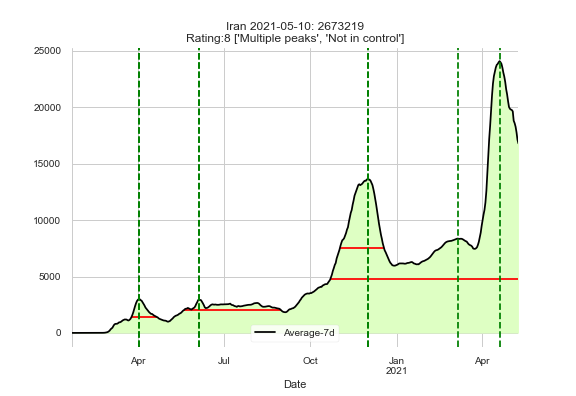 Iran 2021-05-10: 2673219
Rating:8 ['Multiple peaks', 'Not in control']
25000
20000
15000
10000
5000
0
Average-7d
Apr Jul Oct Jan Apr
2021
Date